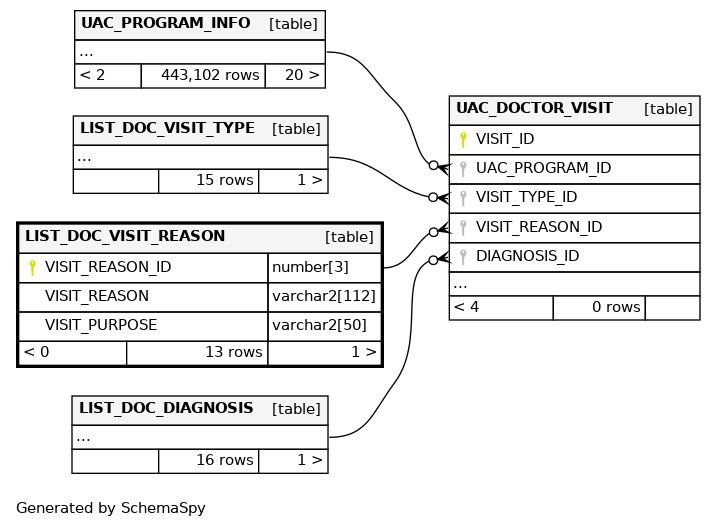 UAC_PROGRAM_INFO [table]
...
< 2 443,102 rows 20 >
LIST_DOC_VISIT_TYPE [table]
...
15 rows 1 >
LIST_DOC_VISIT_REASON [table]
VISIT_REASON_ID number[3]
VISIT_REASON varchar2[112]
VISIT_PURPOSE varchar2[50]
< 0 13 rows 1 >
LIST_DOC_DIAGNOSIS [table]
...
16 rows 1 >
UAC_DOCTOR_VISIT [table]
VISIT_ID
UAC_PROGRAM_ID
VISIT_TYPE_ID
VISIT_REASON_ID
DIAGNOSIS_ID
...
< 4 0 rows
Generated by SchemaSpy